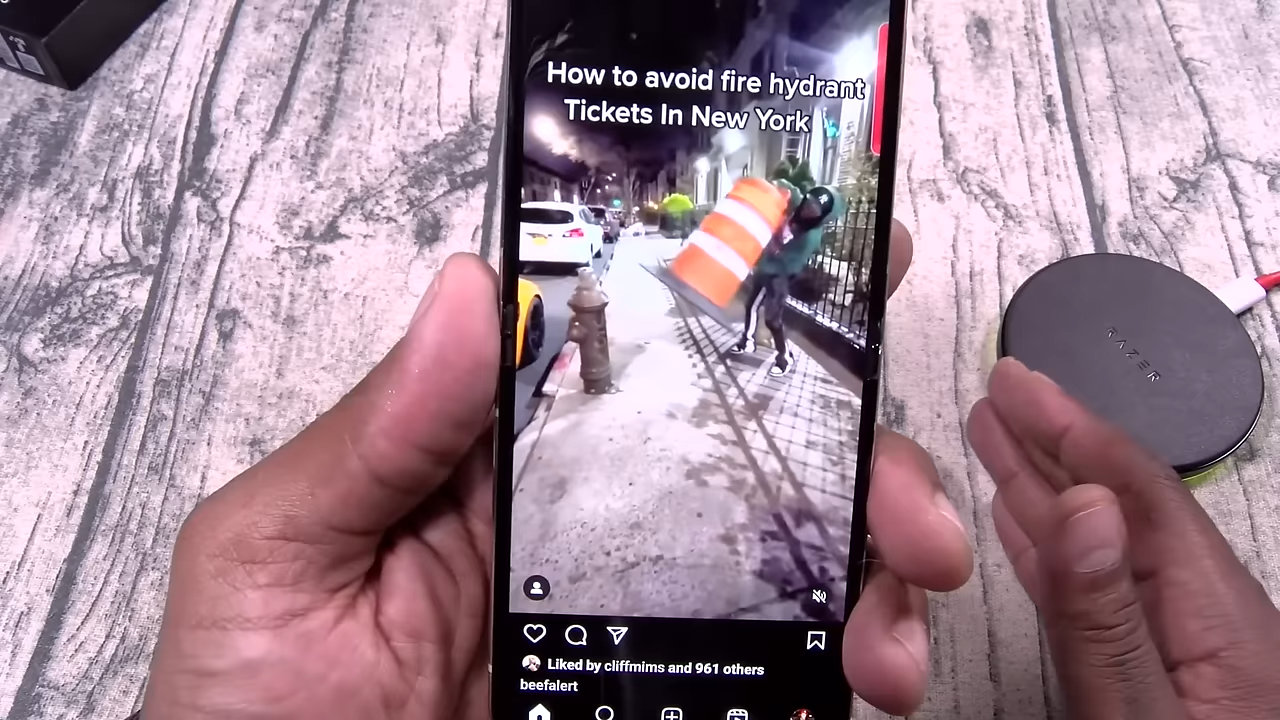 How to avoid fire hydrant
Tickets In New York
RAZER
Liked by cliffmims and 961 others
beefalert